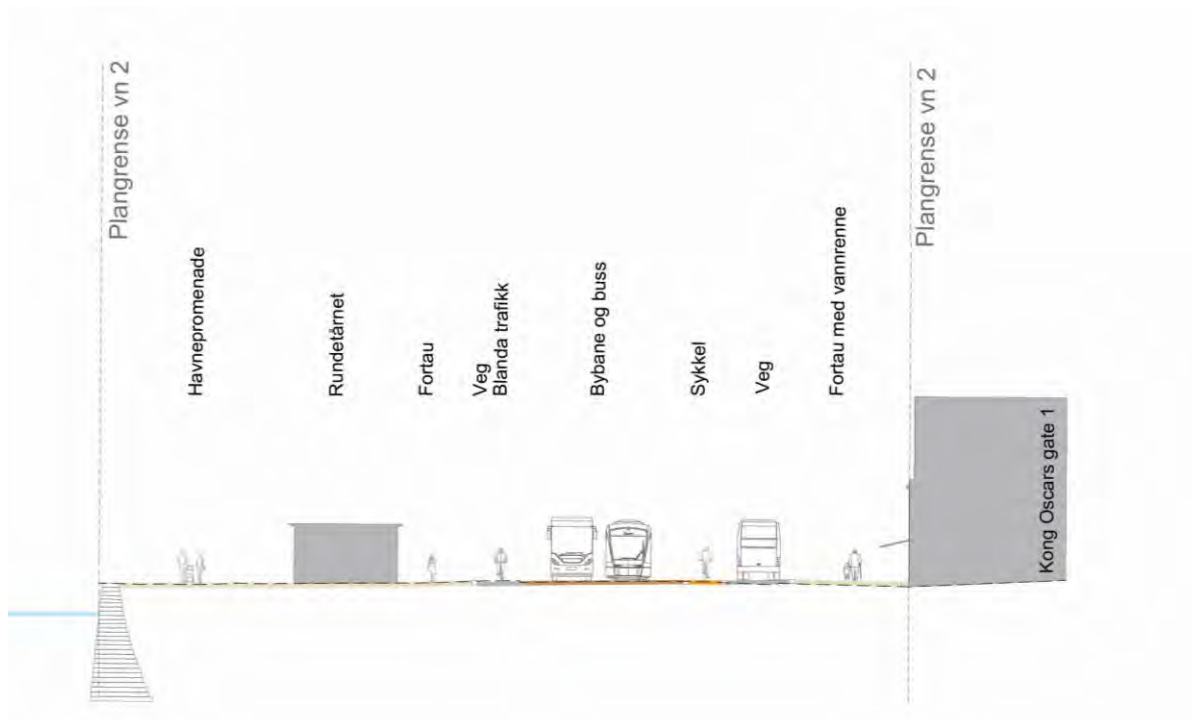 Plangrense vn 2
Havnepromenade
Rundetårnet
Fortau
Veg
Blanda trafikk
Bybane og buss
Sykkel
Veg
Fortau med vannrenne
Plangrense vn 2
Kong Oscars gate 1